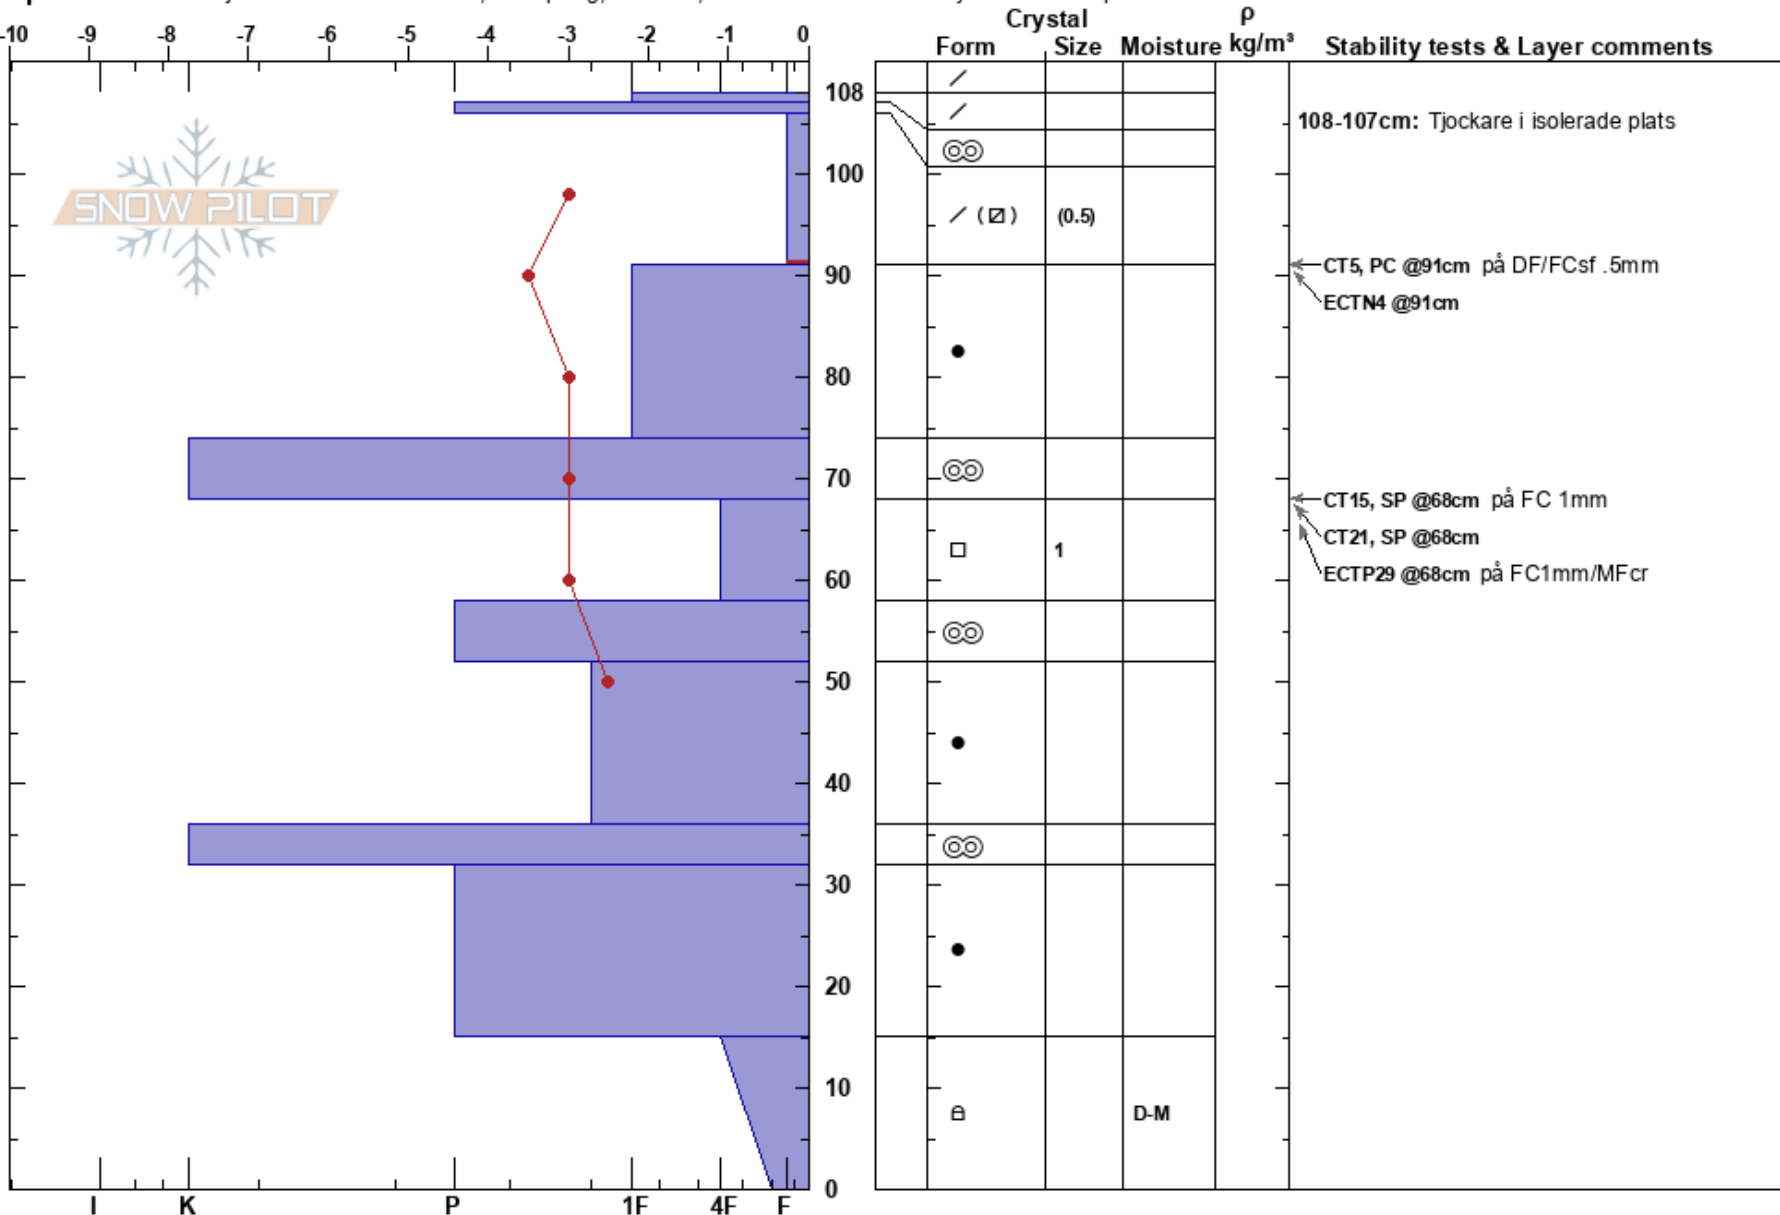 Crystal ρ
-10 -9 -8 -7 -6 -5 -4 -3 -2 -1 0 Form Size Moisture kg/m³ Stability tests & Layer comments
108
108-107cm: Tjockare i isolerade plats
SNOW PILOT
100
(0.5)
CT5, PC @91cm på DF/FCsf .5mm
90
ECTN4 @91cm
80
70
CT15, SP @68cm på FC 1mm
CT21, SP @68cm
1
60
ECTP29 @68cm på FC1mm/MFcr
50
40
30
20
10
D-M
0
I K P 1F 4F F